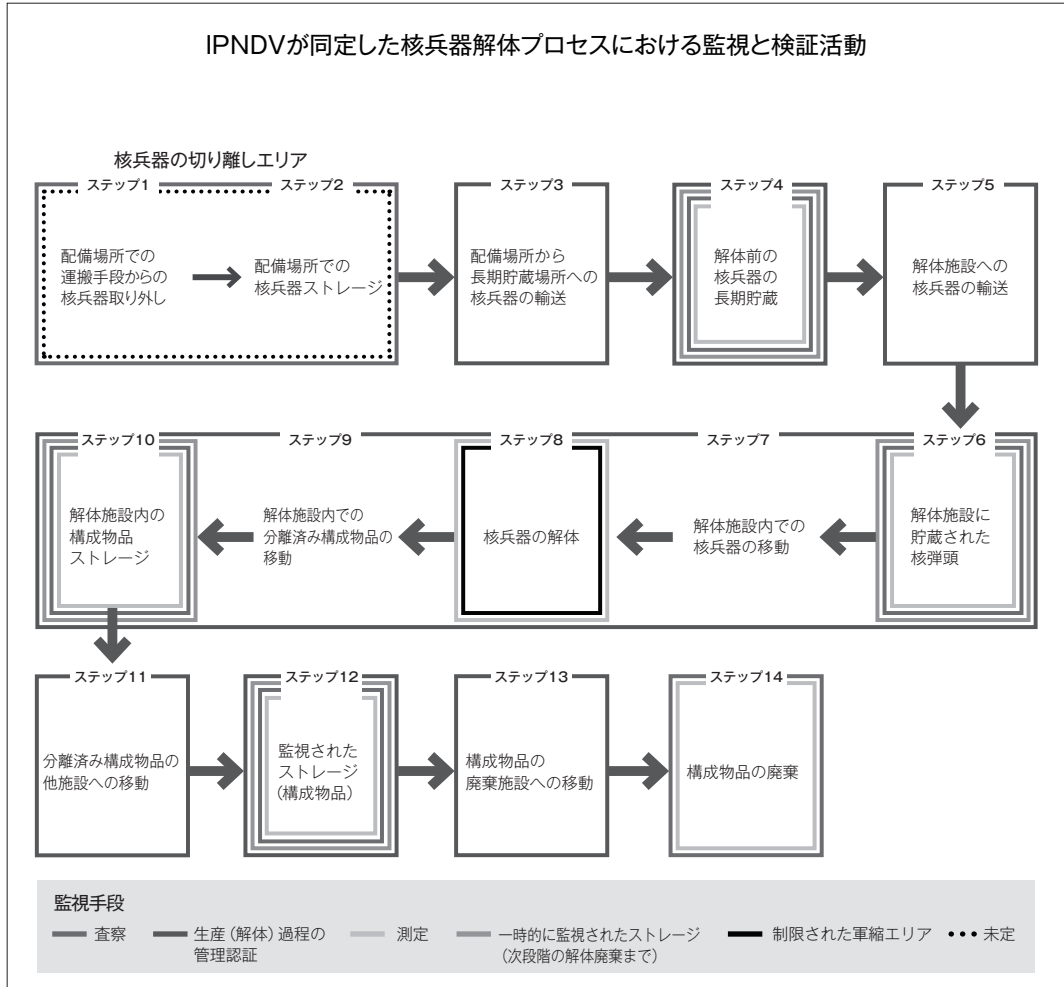 IPNDVが同定した核兵器解体プロセスにおける監視と検証活動
核兵器の切り離しエリア
ステップ1
配備場所での
運搬手段からの
核兵器取り外し
ステップ2
配備場所での
核兵器ストレージ
ステップ3
配備場所から
長期貯蔵場所への
核兵器の輸送
ステップ4
解体前の
核兵器の
長期貯蔵
ステップ5
解体施設への
核兵器の輸送
ステップ6
解体施設に
貯蔵された
核弾頭
ステップ7
解体施設内での
核兵器の移動
ステップ8
核兵器の解体
ステップ9
解体施設内での
分離済み構成物品の
移動
ステップ10
解体施設内の
構成物品
ストレージ
ステップ11
分離済み構成物品の
他施設への移動
ステップ12
監視された
ストレージ
(構成物品)
ステップ13
構成物品の
廃棄施設への移動
ステップ14
構成物品の廃棄
監視手段
査察
生産(解体)過程の
管理認証
測定
一時的に監視されたストレージ
(次段階の解体廃棄まで)
制限された軍縮エリア
未定